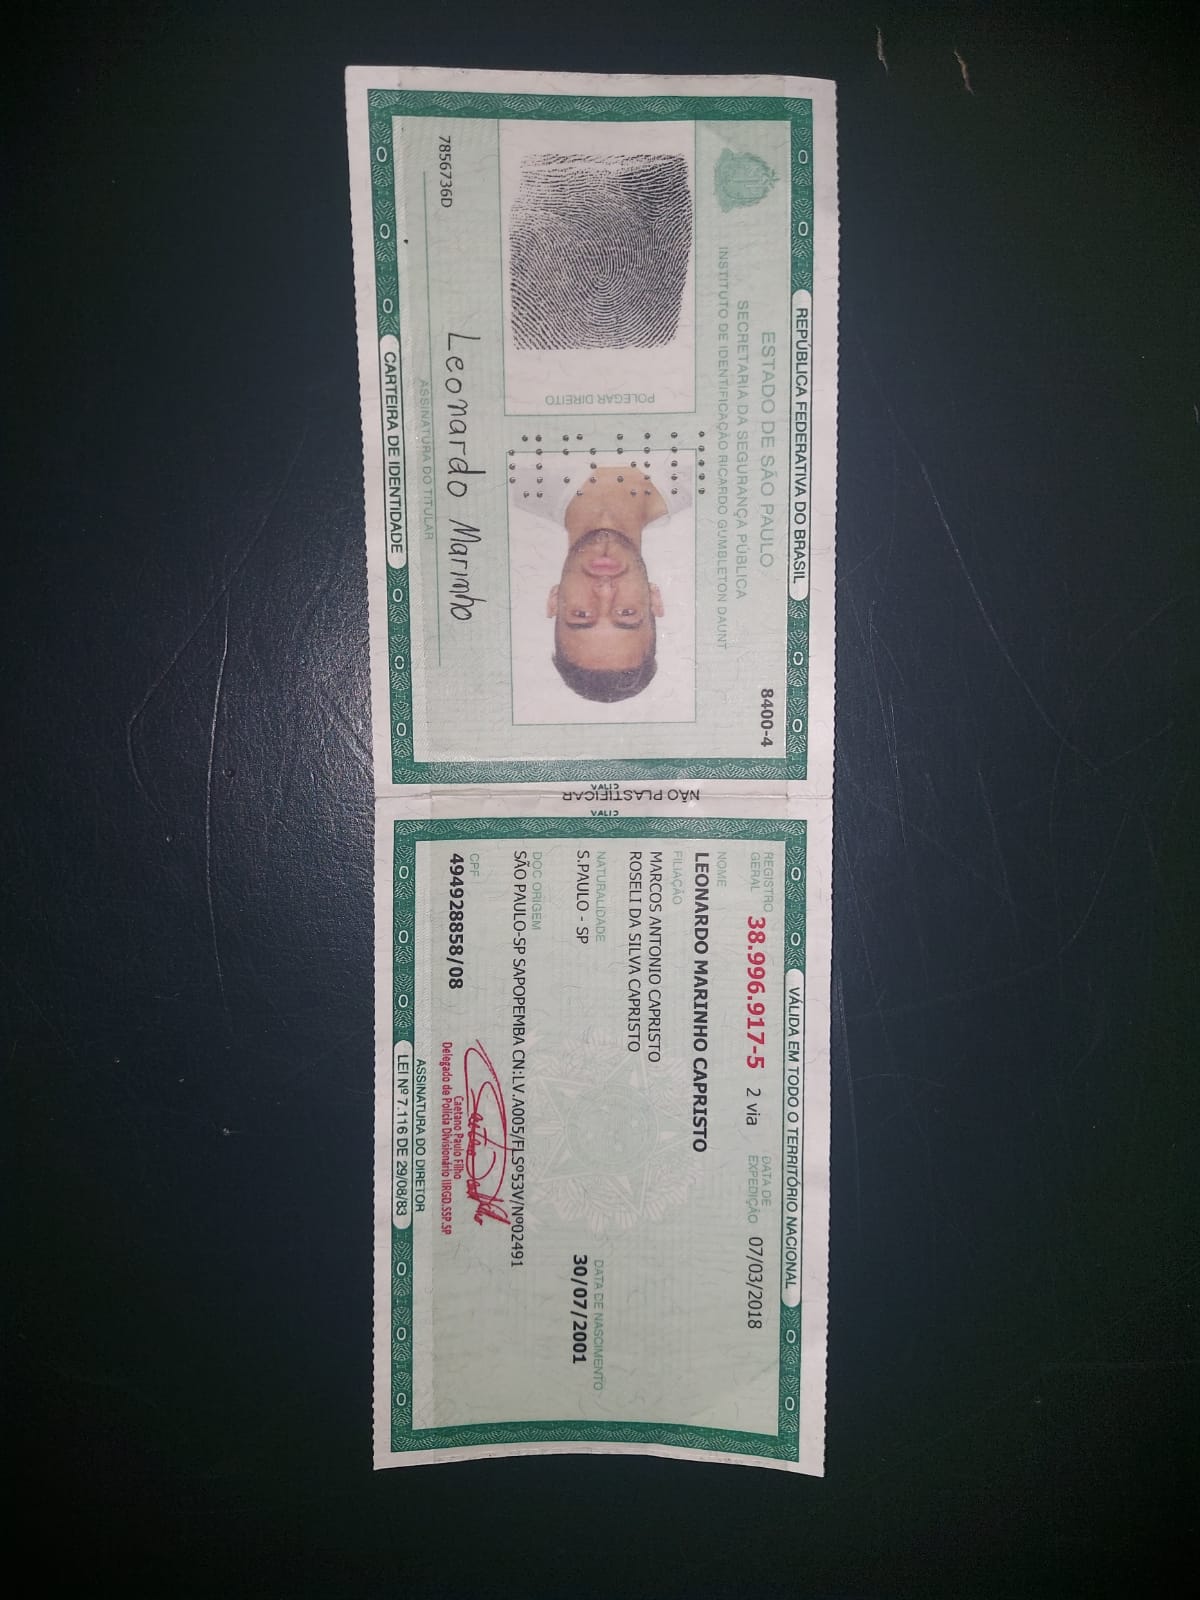 REPÚBLICA FEDERATIVA DO BRASIL
ESTADO DE SÃO PAULO
8400-4
SECRETARIA DA SEGURANÇA PÚBLICA
INSTITUTO DE IDENTIFICAÇÃO RICARDO GUMBLETON DAUNT
POLEGAR DIREITO
7856736D
Leonardo Marinho
ASSINATURA DO TITULAR
CARTEIRA DE IDENTIDADE
NÃO PLASTIFICAR
VÁLIDA EM TODO O TERRITÓRIO NACIONAL
REGISTRO GERAL 38.996.917-5 2 via DATA DE EXPEDIÇÃO 07/03/2018
NOME
LEONARDO MARINHO CAPRISTO
FILIAÇÃO
MARCOS ANTONIO CAPRISTO
ROSELI DA SILVA CAPRISTO
NATURALIDADE DATA DE NASCIMENTO
S.PAULO - SP 30/07/2001
DOC ORIGEM
SÃO PAULO-SP SAPOPEMBA CN:LV.A005/FLSº53V/Nº02491
CPF
494928858/08
Caetano Paulo Filho
Delegado de Polícia Divisionário IIRGD.SSP.SP
ASSINATURA DO DIRETOR
LEI Nº 7.116 DE 29/08/83